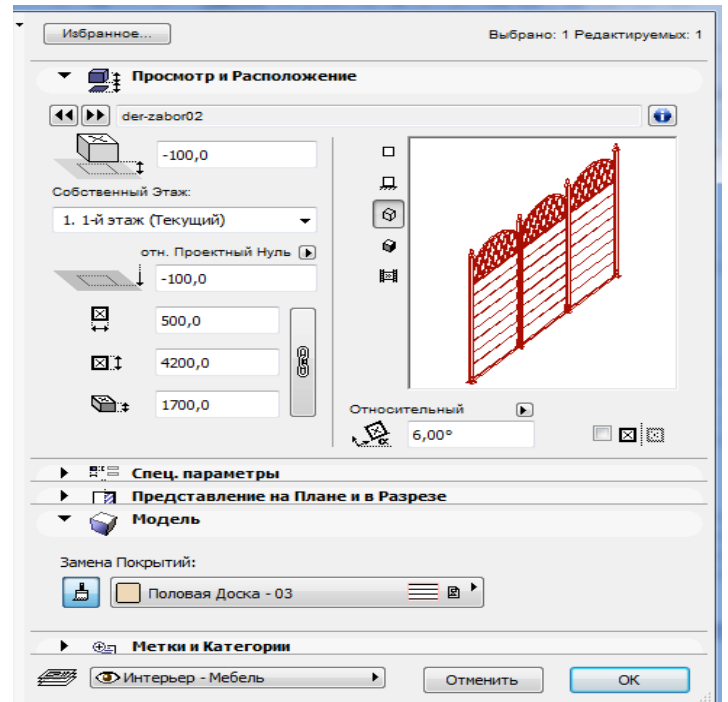 Избранное...
Выбрано: 1 Редактируемых: 1
Просмотр и Расположение
der-zabor02
-100,0
Собственный Этаж:
1. 1-й этаж (Текущий)
отн. Проектный Нуль
-100,0
500,0
4200,0
1700,0
Относительный
6,00°
Спец. параметры
Представление на Плане и в Разрезе
Модель
Замена Покрытий:
Половая Доска - 03
Метки и Категории
Интерьер - Мебель
Отменить
OK